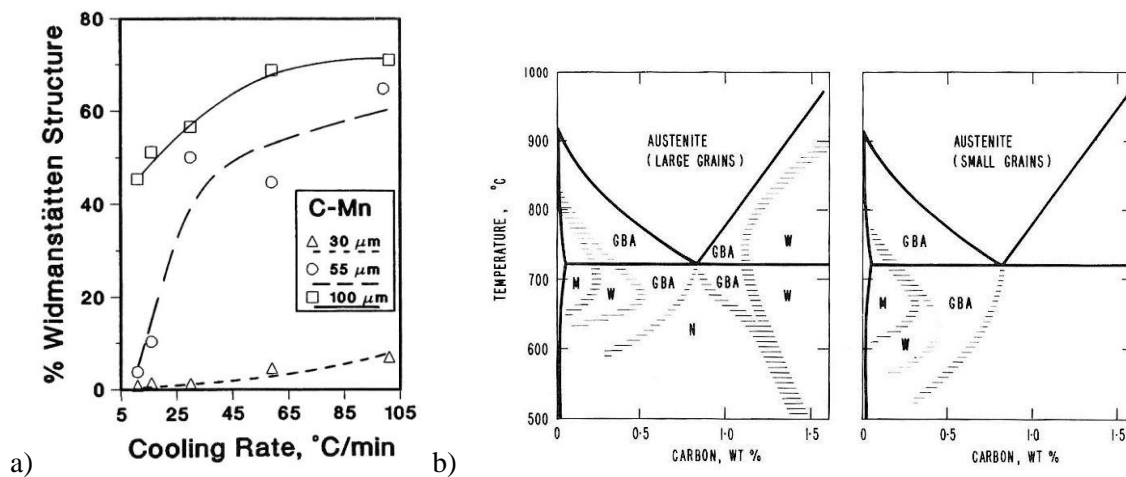 a)
% Widmanstätten Structure
80
60
40
20
0
C-Mn
30 µm
55 µm
100 µm
5 25 45 65 85 105
Cooling Rate, °C/min
b)
TEMPERATURE, °C
1000
900
800
700
600
500
AUSTENITE
(LARGE GRAINS)
GBA
GBA
W
M
W
GBA
GBA
W
N
0 0·5 1·0 1·5
CARBON, WT %
AUSTENITE
(SMALL GRAINS)
GBA
M
GBA
W
0 0·5 1·0 1·5
CARBON, WT %